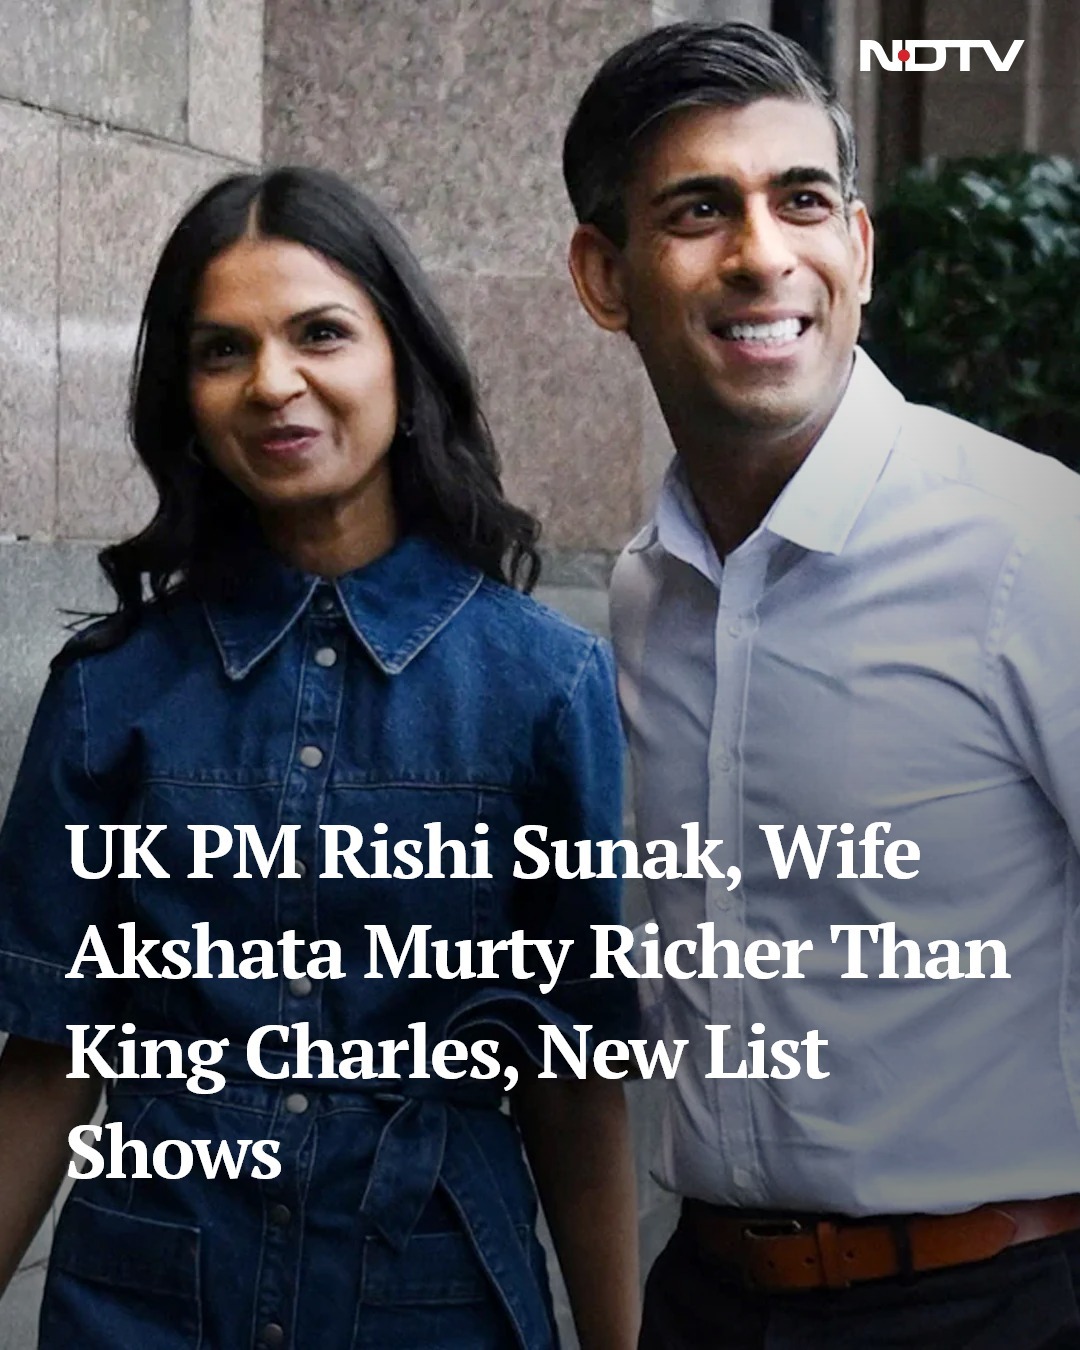 NDTV
UK PM Rishi Sunak, Wife
Akshata Murty Richer Than
King Charles, New List
Shows